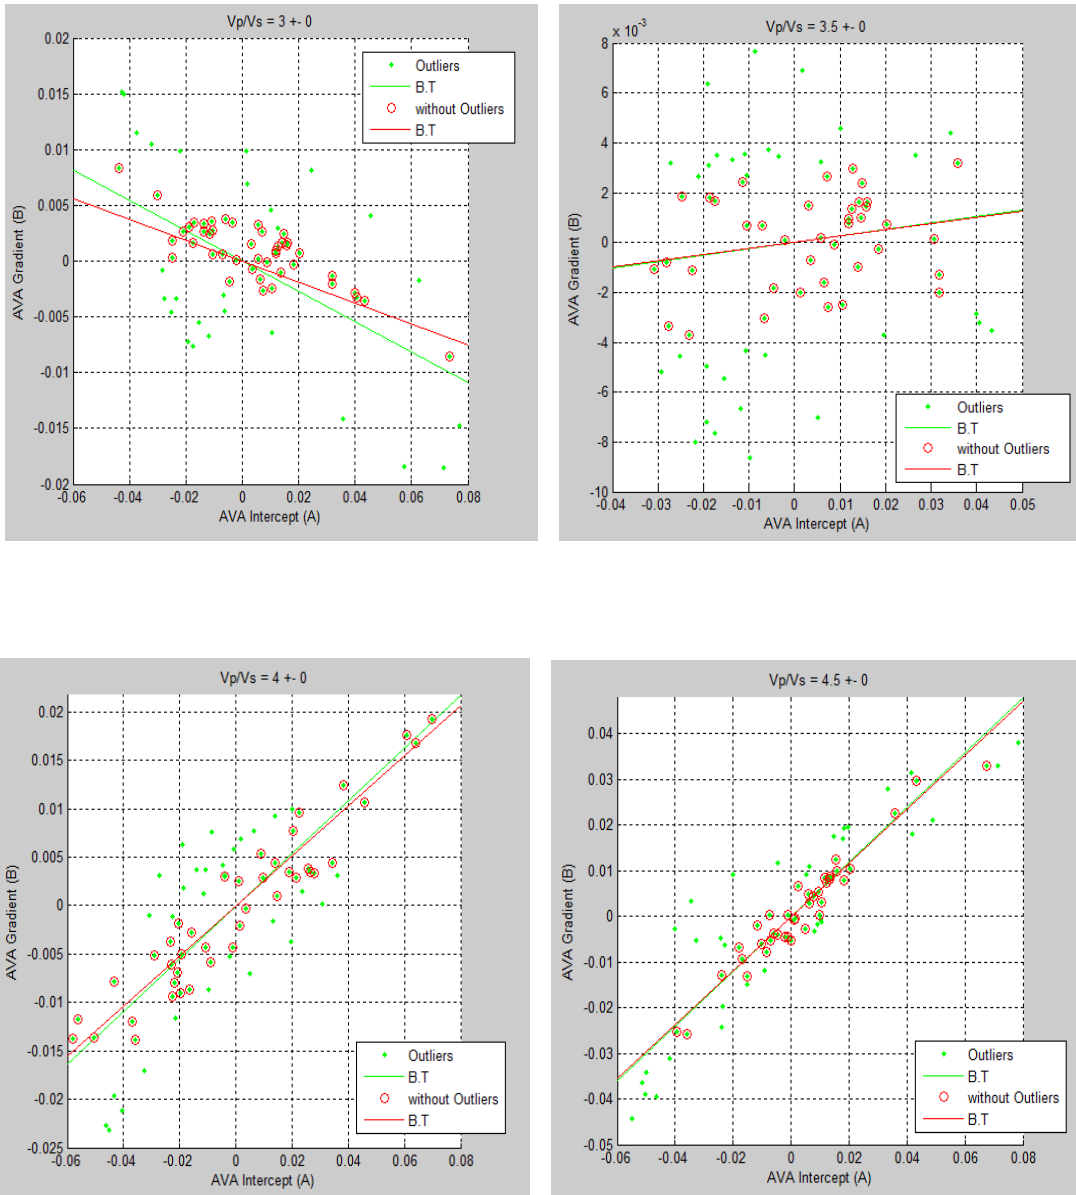 Vp/Vs = 3 +- 0
0.02
0.015
0.01
0.005
0
-0.005
-0.01
-0.015
-0.02
AVA Gradient (B)
-0.06 -0.04 -0.02 0 0.02 0.04 0.06 0.08
AVA Intercept (A)
Outliers
B.T
without Outliers
B.T
Vp/Vs = 3.5 +- 0
x 10⁻³
8
6
4
2
0
-2
-4
-6
-8
-10
AVA Gradient (B)
-0.04 -0.03 -0.02 -0.01 0 0.01 0.02 0.03 0.04 0.05
AVA Intercept (A)
Outliers
B.T
without Outliers
B.T
Vp/Vs = 4 +- 0
0.02
0.015
0.01
0.005
0
-0.005
-0.01
-0.015
-0.02
-0.025
AVA Gradient (B)
-0.06 -0.04 -0.02 0 0.02 0.04 0.06 0.08
AVA Intercept (A)
Outliers
B.T
without Outliers
B.T
Vp/Vs = 4.5 +- 0
0.04
0.03
0.02
0.01
0
-0.01
-0.02
-0.03
-0.04
-0.05
AVA Gradient (B)
-0.06 -0.04 -0.02 0 0.02 0.04 0.06 0.08
AVA Intercept (A)
Outliers
B.T
without Outliers
B.T